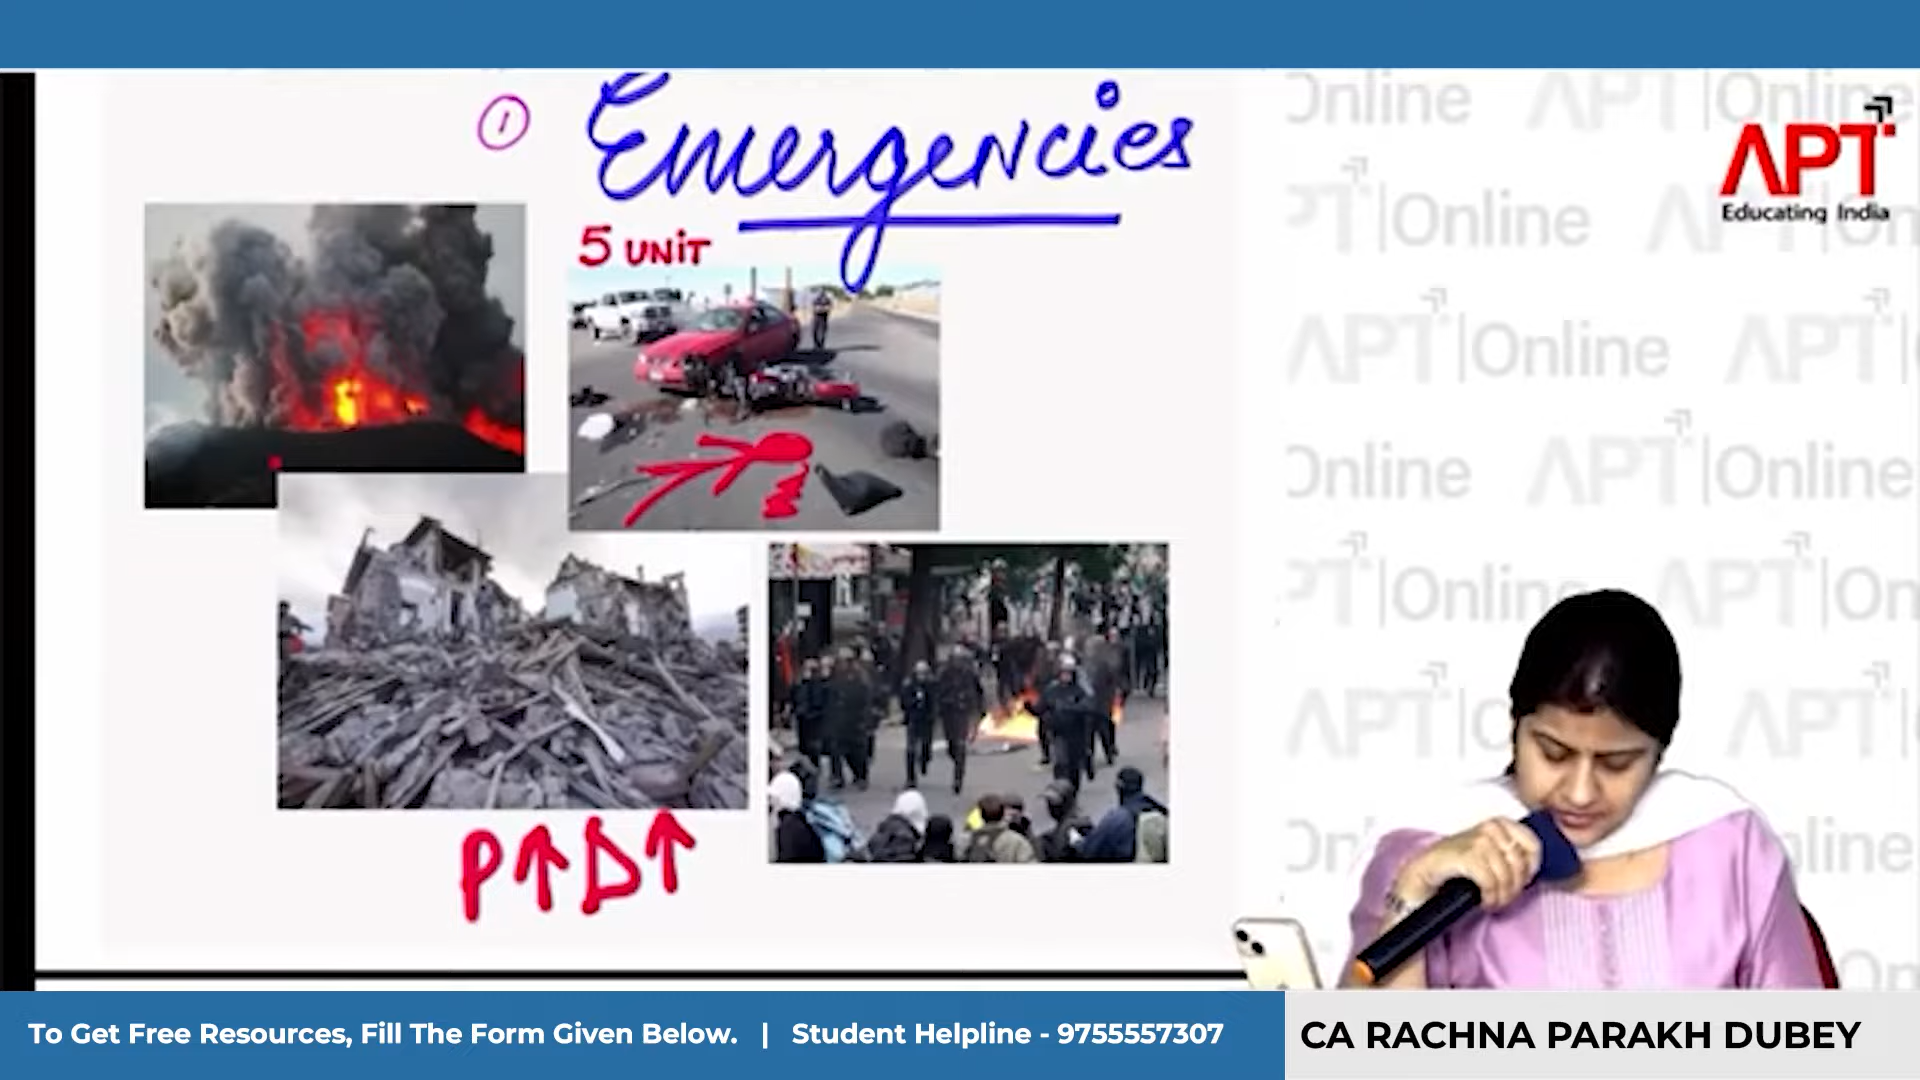 ① Emergencies
5 UNIT
P↑ D↑
APT
Educating India
APT|Online
To Get Free Resources, Fill The Form Given Below. | Student Helpline - 9755557307
CA RACHNA PARAKH DUBEY